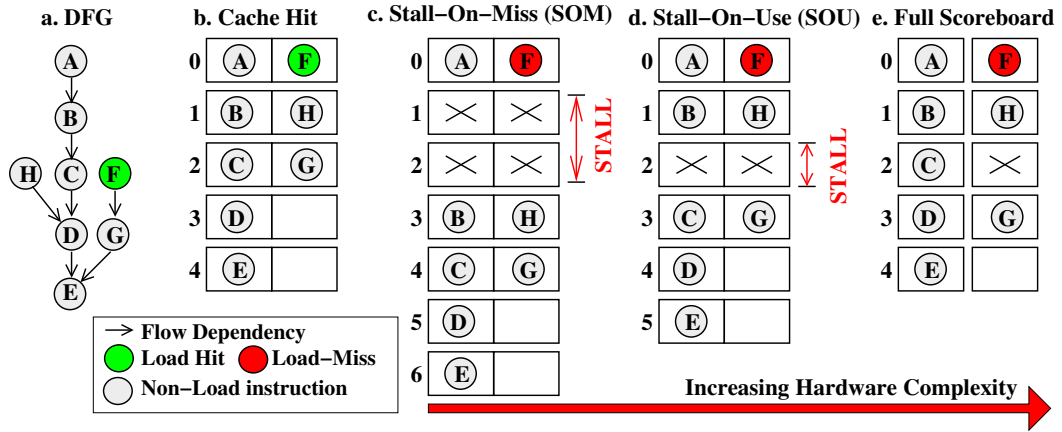 a. DFG
A
B
H C F
D G
E
b. Cache Hit
0 A F
1 B H
2 C G
3 D
4 E
c. Stall−On−Miss (SOM)
0 A F
1
2
STALL
3 B H
4 C G
5 D
6 E
d. Stall−On−Use (SOU)
0 A F
1 B H
2
STALL
3 C G
4 D
5 E
e. Full Scoreboard
0 A F
1 B H
2 C
3 D G
4 E
Flow Dependency
Load Hit Load−Miss
Non−Load instruction
Increasing Hardware Complexity